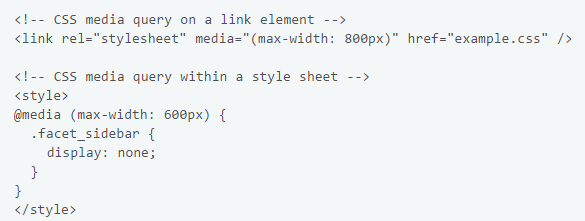 <!-- CSS media query on a link element -->
<link rel="stylesheet" media="(max-width: 800px)" href="example.css" />

<!-- CSS media query within a style sheet -->
<style>
@media (max-width: 600px) {
  .facet_sidebar {
    display: none;
  }
}
</style>